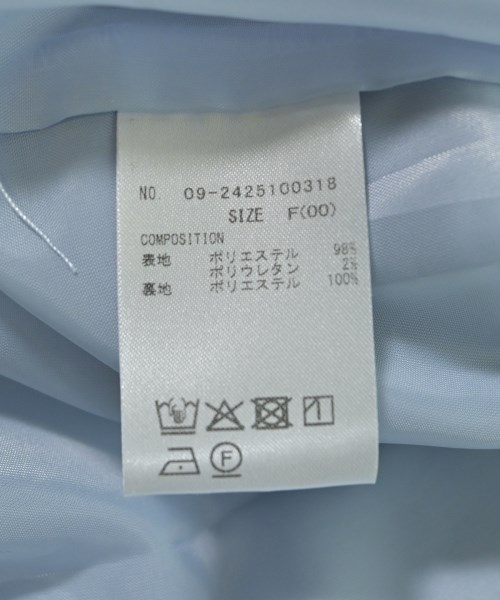 NO. 09-2425100318
SIZE F(00)
COMPOSITION
表地 ポリエステル 98%
ポリウレタン 2%
裏地 ポリエステル 100%
F